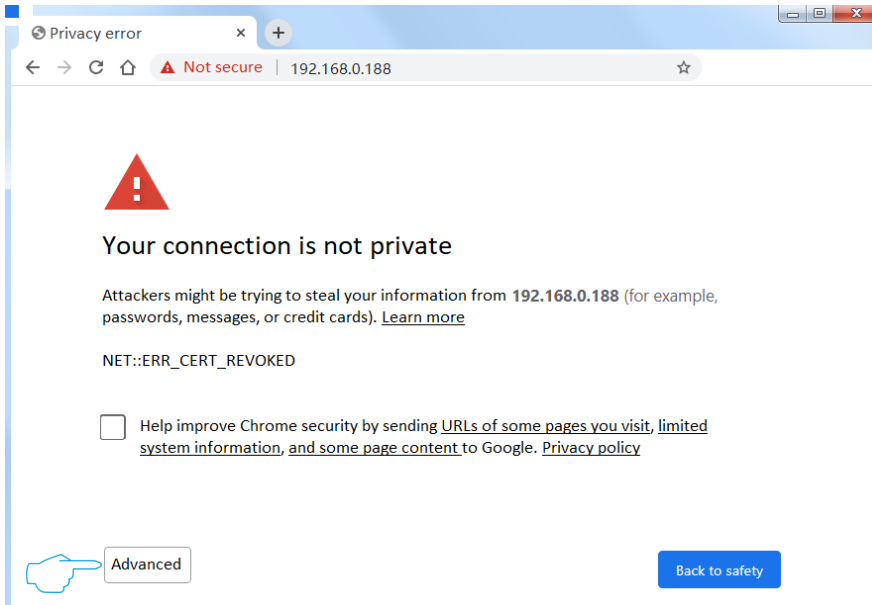 Privacy error
Not secure 192.168.0.188
Your connection is not private
Attackers might be trying to steal your information from 192.168.0.188 (for example,
passwords, messages, or credit cards). Learn more
NET::ERR_CERT_REVOKED
Help improve Chrome security by sending URLs of some pages you visit, limited
system information, and some page content to Google. Privacy policy
Advanced
Back to safety